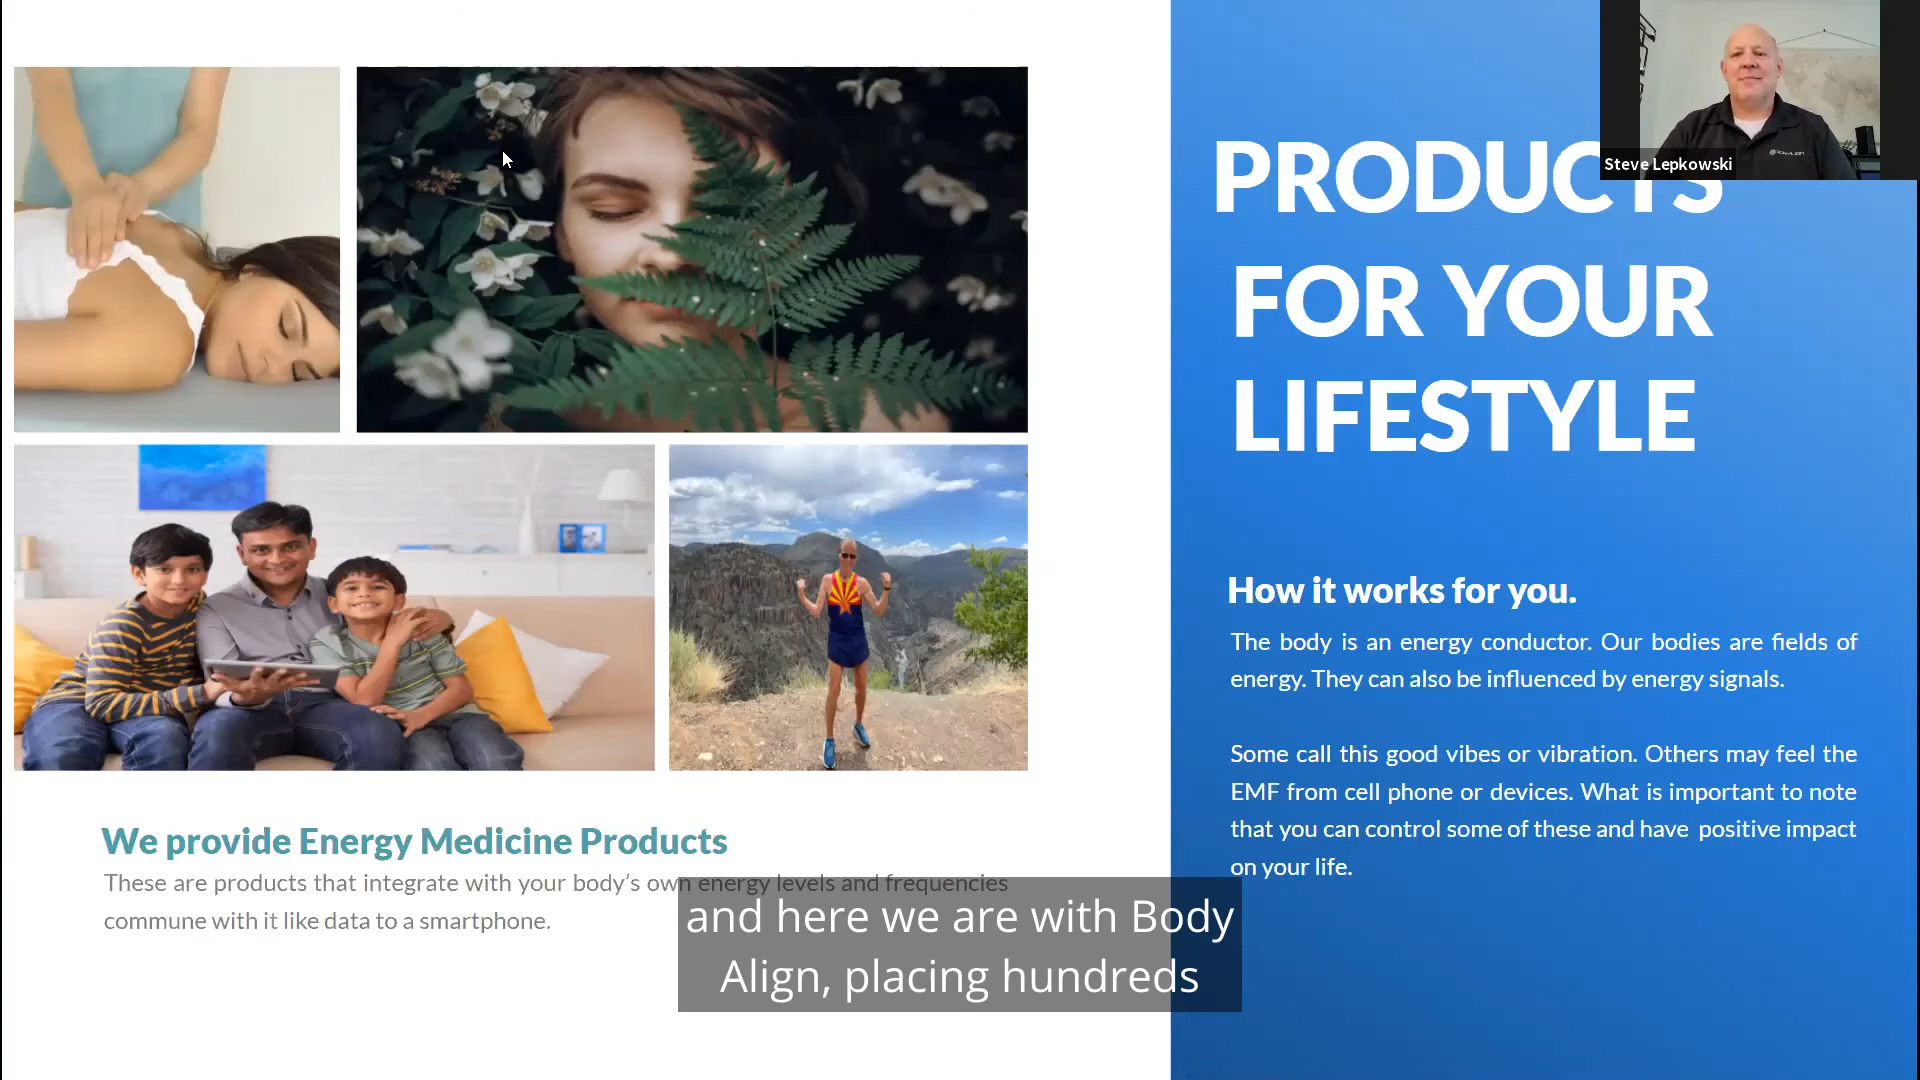 PRODUCTS
FOR YOUR
LIFESTYLE
Steve Lepkowski
How it works for you.
The body is an energy conductor. Our bodies are fields of
energy. They can also be influenced by energy signals.
Some call this good vibes or vibration. Others may feel the
EMF from cell phone or devices. What is important to note
that you can control some of these and have positive impact
on your life.
We provide Energy Medicine Products
These are products that integrate with your body’s own energy levels and frequencies
commune with it like data to a smartphone.
and here we are with Body
Align, placing hundreds